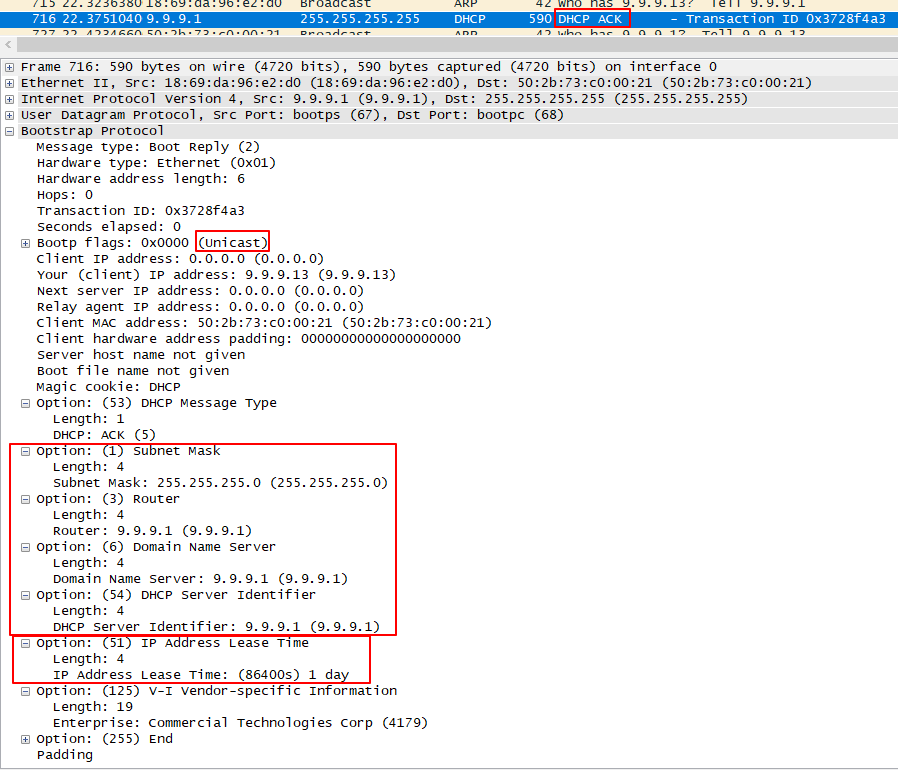 715 22.3236380 18:69:da:96:e2:d0 Broadcast ARP 42 who has 9.9.9.13? Tell 9.9.9.1
716 22.3751040 9.9.9.1 255.255.255.255 DHCP 590 DHCP ACK - Transaction ID 0x3728f4a3
727 22.4234660 50:2b:73:c0:00:21 Broadcast ARP 42 who has 9.9.9.1? Tell 9.9.9.13
Frame 716: 590 bytes on wire (4720 bits), 590 bytes captured (4720 bits) on interface 0
Ethernet II, Src: 18:69:da:96:e2:d0 (18:69:da:96:e2:d0), Dst: 50:2b:73:c0:00:21 (50:2b:73:c0:00:21)
Internet Protocol Version 4, Src: 9.9.9.1 (9.9.9.1), Dst: 255.255.255.255 (255.255.255.255)
User Datagram Protocol, Src Port: bootps (67), Dst Port: bootpc (68)
Bootstrap Protocol
Message type: Boot Reply (2)
Hardware type: Ethernet (0x01)
Hardware address length: 6
Hops: 0
Transaction ID: 0x3728f4a3
Seconds elapsed: 0
Bootp flags: 0x0000 (Unicast)
Client IP address: 0.0.0.0 (0.0.0.0)
Your (client) IP address: 9.9.9.13 (9.9.9.13)
Next server IP address: 0.0.0.0 (0.0.0.0)
Relay agent IP address: 0.0.0.0 (0.0.0.0)
Client MAC address: 50:2b:73:c0:00:21 (50:2b:73:c0:00:21)
Client hardware address padding: 00000000000000000000
Server host name not given
Boot file name not given
Magic cookie: DHCP
Option: (53) DHCP Message Type
Length: 1
DHCP: ACK (5)
Option: (1) Subnet Mask
Length: 4
Subnet Mask: 255.255.255.0 (255.255.255.0)
Option: (3) Router
Length: 4
Router: 9.9.9.1 (9.9.9.1)
Option: (6) Domain Name Server
Length: 4
Domain Name Server: 9.9.9.1 (9.9.9.1)
Option: (54) DHCP Server Identifier
Length: 4
DHCP Server Identifier: 9.9.9.1 (9.9.9.1)
Option: (51) IP Address Lease Time
Length: 4
IP Address Lease Time: (86400s) 1 day
Option: (125) V-I Vendor-specific Information
Length: 19
Enterprise: Commercial Technologies Corp (4179)
Option: (255) End
Padding